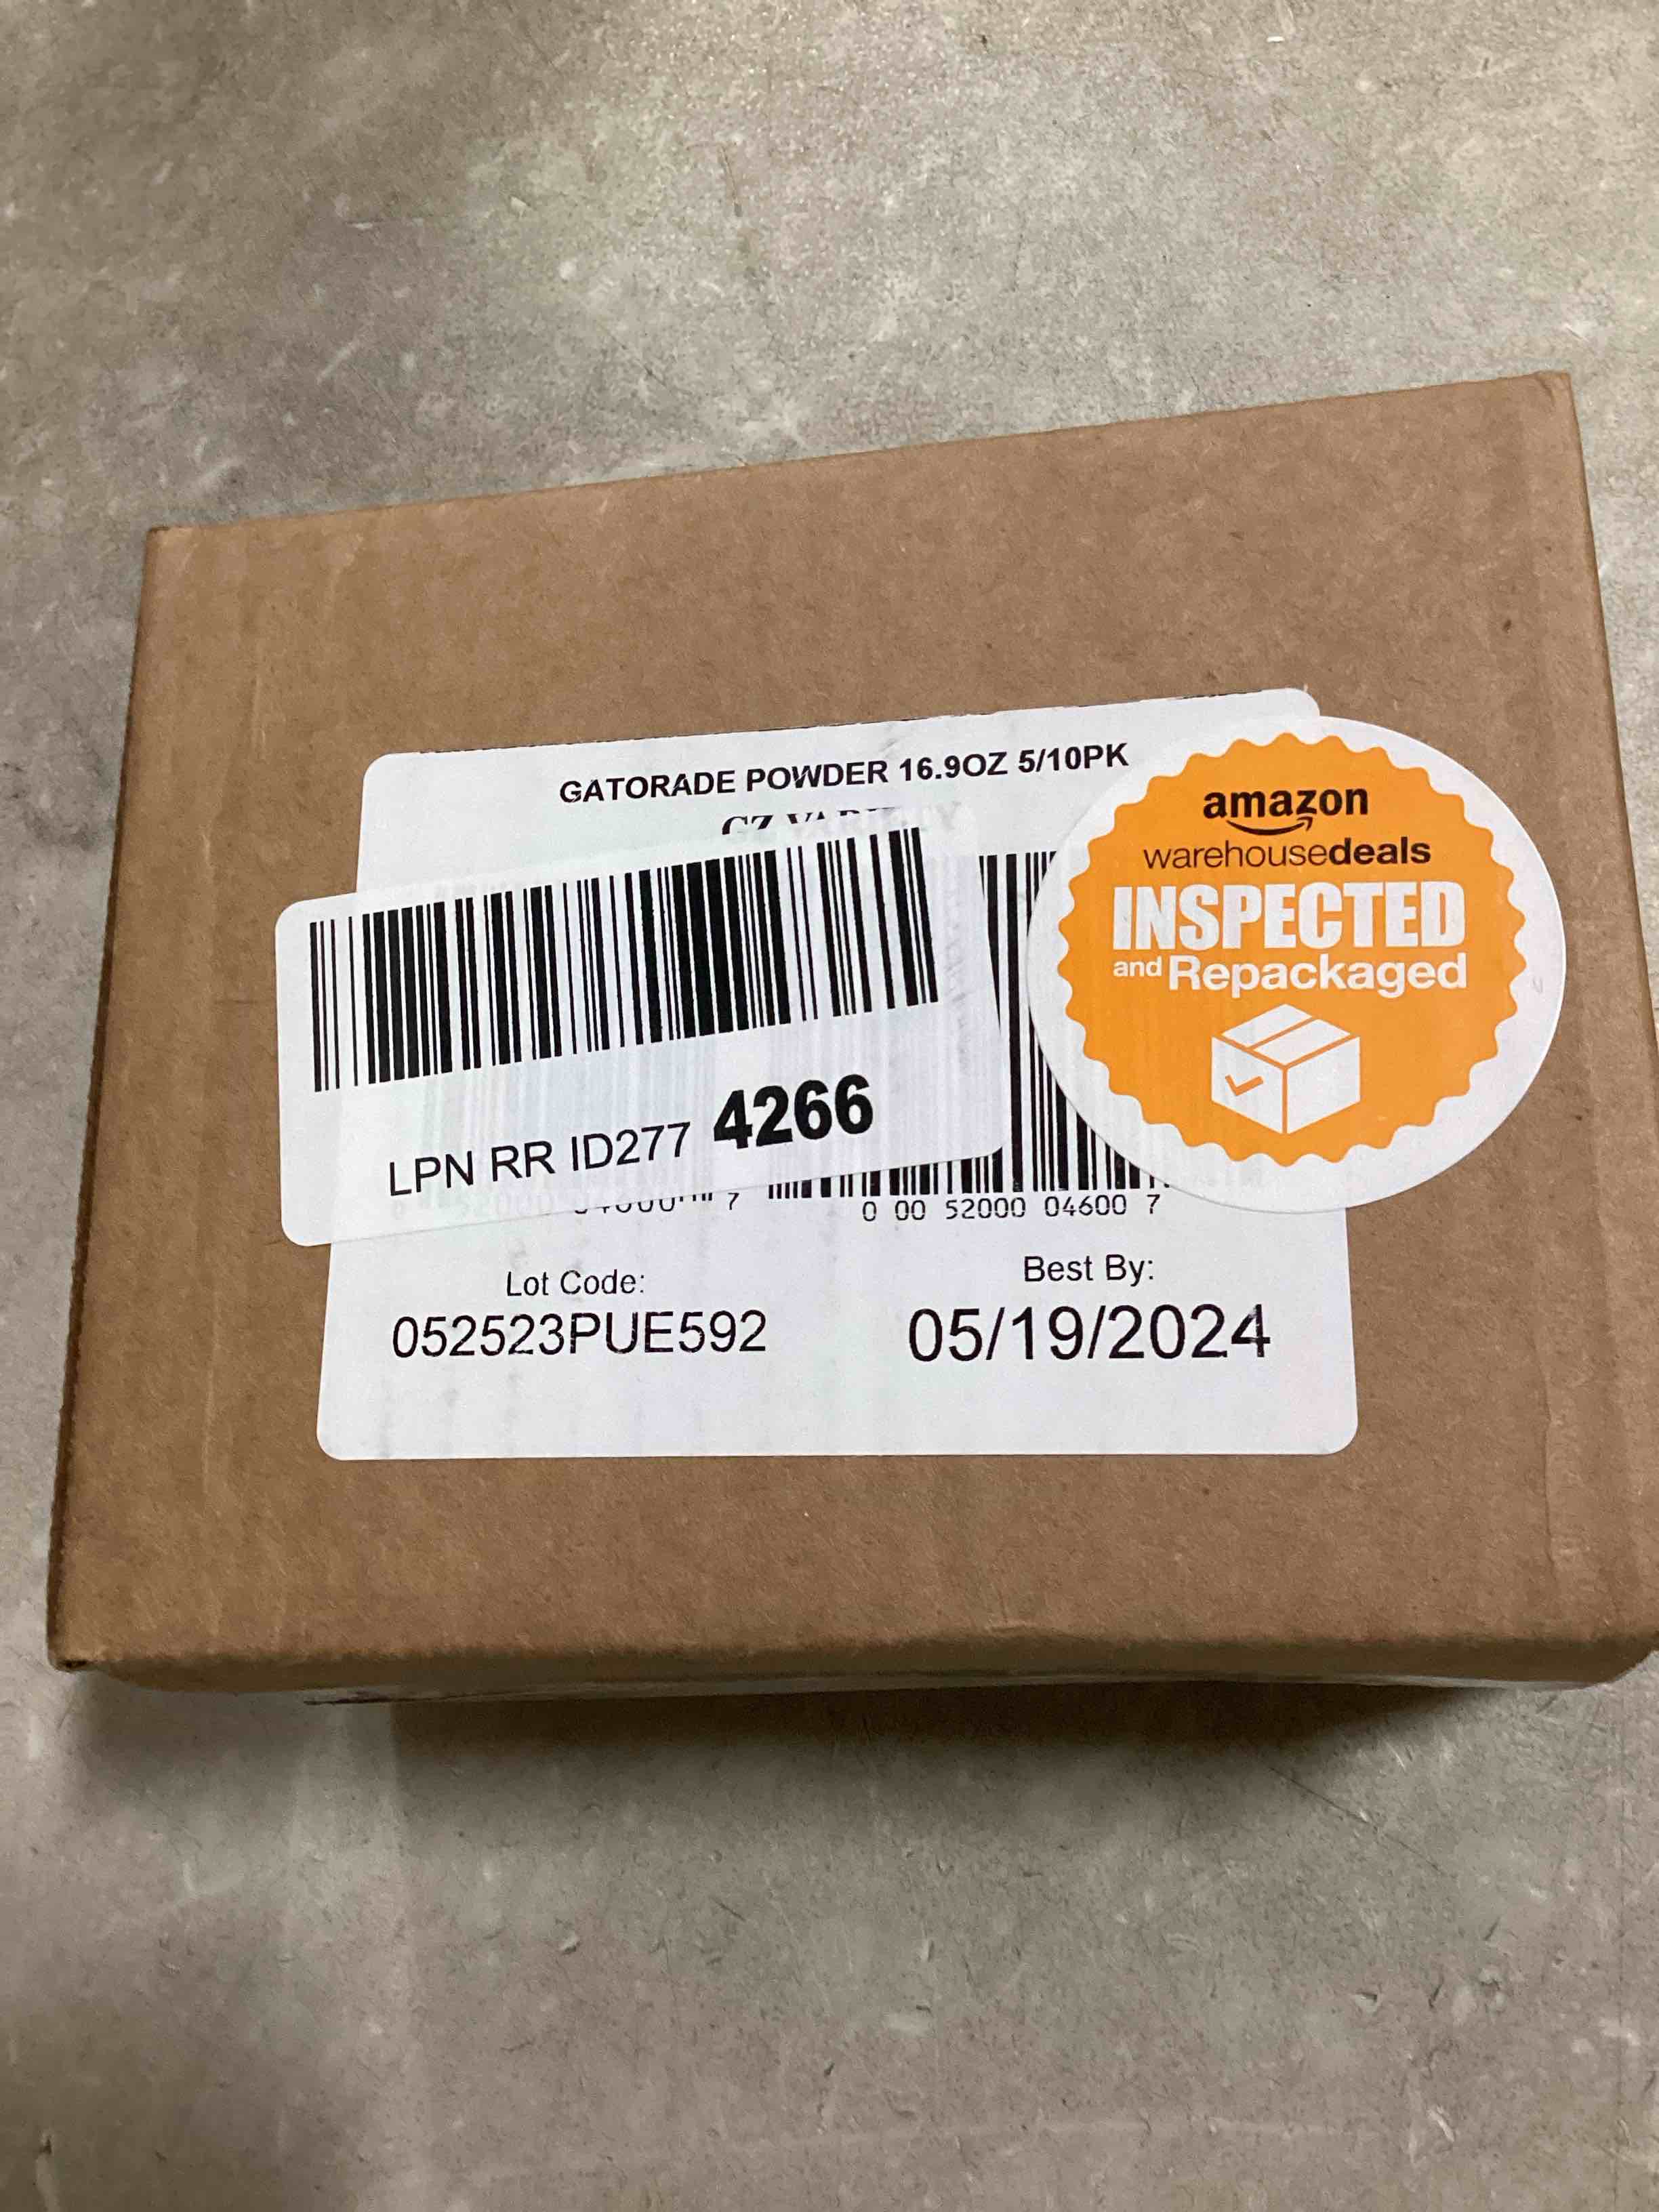 GATORADE POWDER 16.9OZ 5/10PK
amazon
warehousedeals
INSPECTED
and Repackaged
LPN RR ID277 4266
7
0 00 52000 04600 7
Lot Code:
052523PUE592
Best By:
05/19/2024